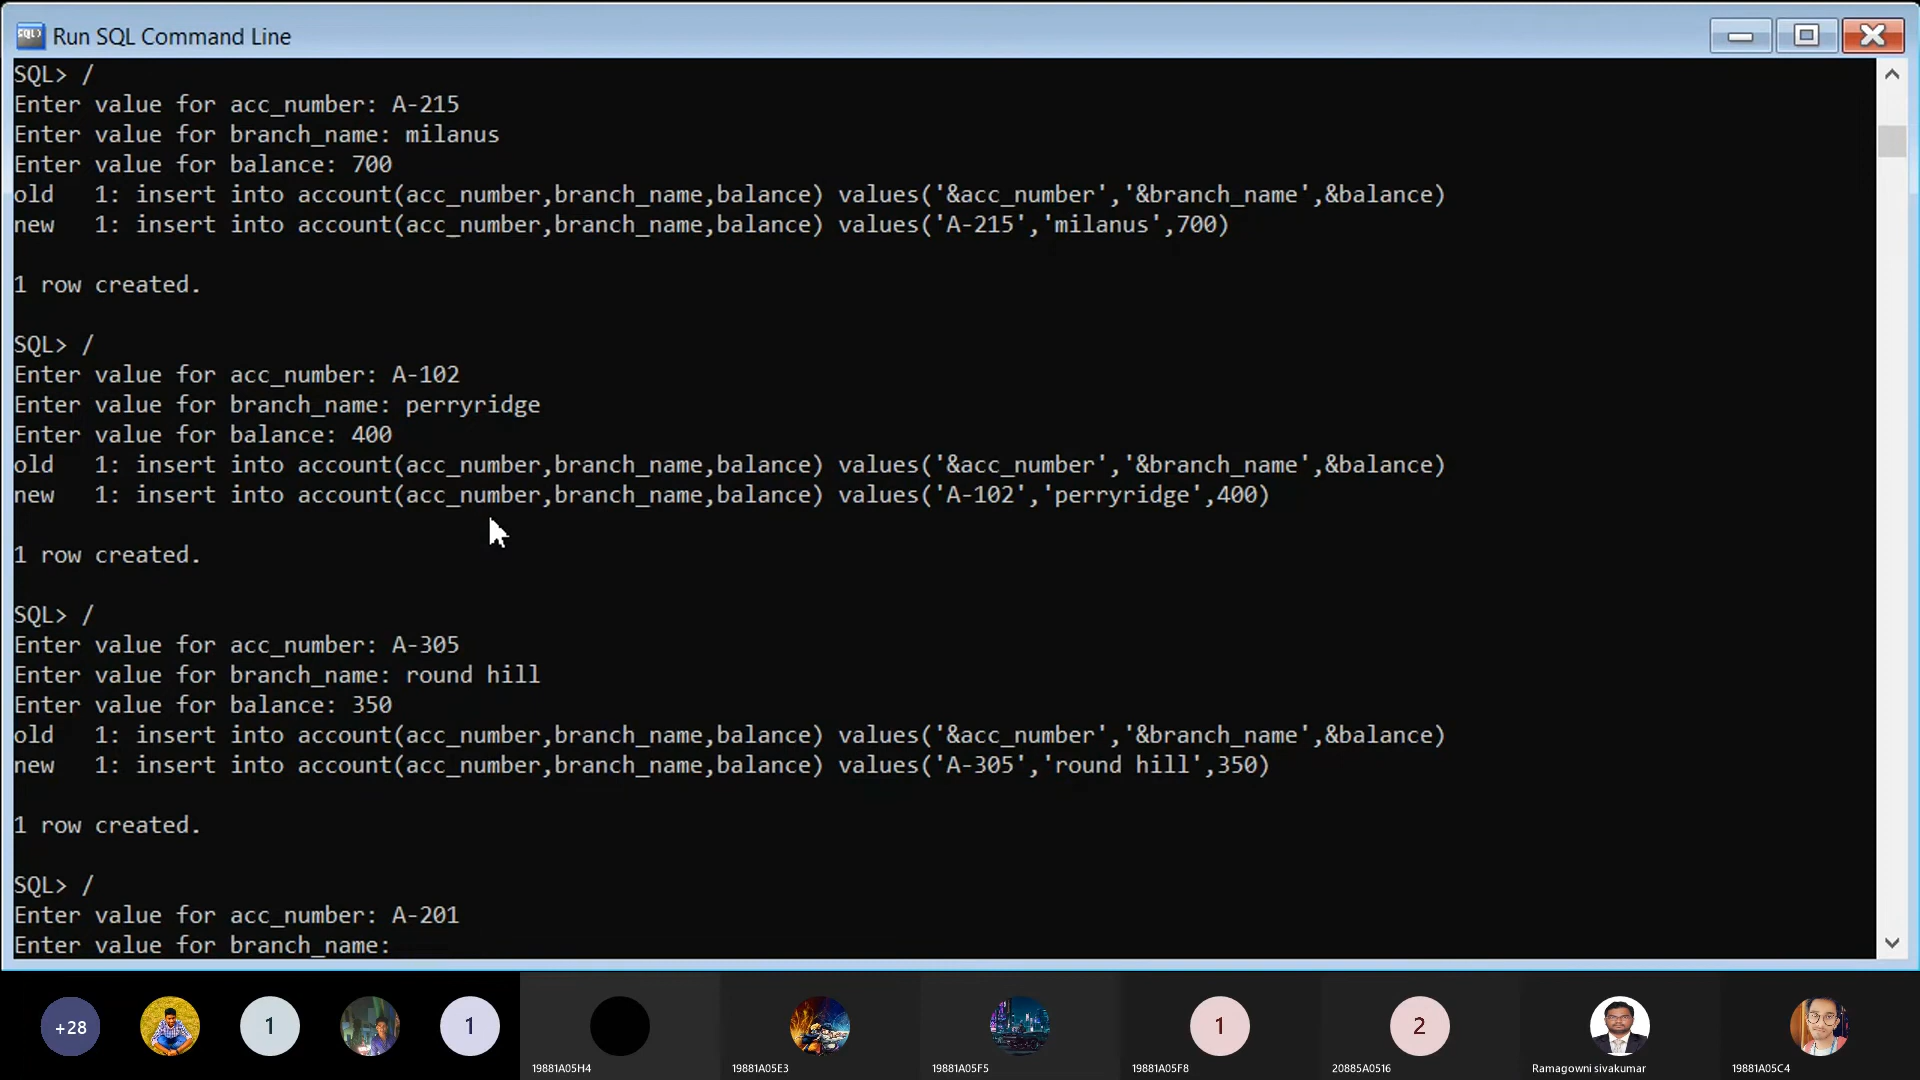 SQL> Run SQL Command Line
SQL> /
Enter value for acc_number: A-215
Enter value for branch_name: milanus
Enter value for balance: 700
old   1: insert into account(acc_number,branch_name,balance) values('&acc_number','&branch_name',&balance)
new   1: insert into account(acc_number,branch_name,balance) values('A-215','milanus',700)
1 row created.
SQL> /
Enter value for acc_number: A-102
Enter value for branch_name: perryridge
Enter value for balance: 400
old   1: insert into account(acc_number,branch_name,balance) values('&acc_number','&branch_name',&balance)
new   1: insert into account(acc_number,branch_name,balance) values('A-102','perryridge',400)
1 row created.
SQL> /
Enter value for acc_number: A-305
Enter value for branch_name: round hill
Enter value for balance: 350
old   1: insert into account(acc_number,branch_name,balance) values('&acc_number','&branch_name',&balance)
new   1: insert into account(acc_number,branch_name,balance) values('A-305','round hill',350)
1 row created.
SQL> /
Enter value for acc_number: A-201
Enter value for branch_name:
+28 1 1 1 2
19881A05H4 19881A05E3 19881A05F5 19881A05F8 20885A0516 Ramagowni sivakumar 19881A05C4